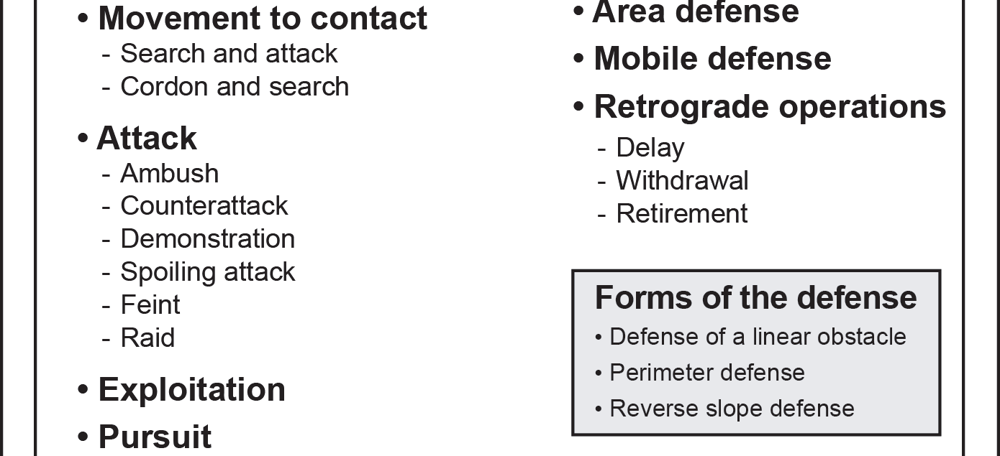 • Movement to contact
- Search and attack
- Cordon and search
• Attack
- Ambush
- Counterattack
- Demonstration
- Spoiling attack
- Feint
- Raid
• Exploitation
• Pursuit
• Area defense
• Mobile defense
• Retrograde operations
- Delay
- Withdrawal
- Retirement
Forms of the defense
• Defense of a linear obstacle
• Perimeter defense
• Reverse slope defense